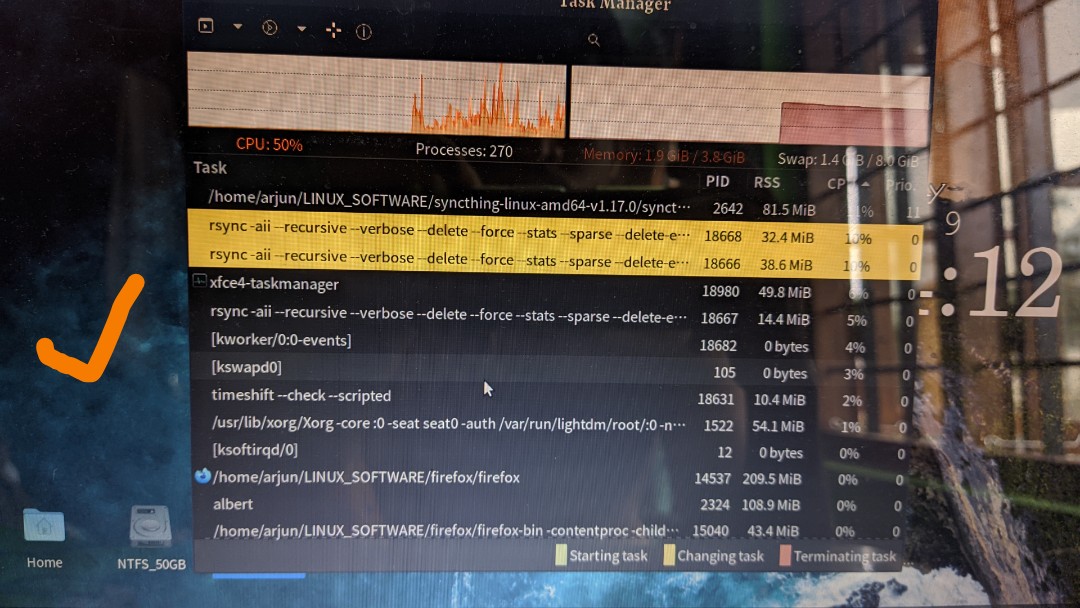 Task Manager
CPU: 50% Processes: 270 Memory: 1.9 GiB / 3.8 GiB Swap: 1.4 GiB / 8.0 GiB
Task PID RSS CP Prio.
/home/arjun/LINUX_SOFTWARE/syncthing-linux-amd64-v1.17.0/synct··· 2642 81.5 MiB 11
rsync -aii --recursive --verbose --delete --force --stats --sparse --delete-e··· 18668 32.4 MiB 10% 0
rsync -aii --recursive --verbose --delete --force --stats --sparse --delete-e··· 18666 38.6 MiB 10% 0
xfce4-taskmanager 18980 49.8 MiB 6% 0
rsync -aii --recursive --verbose --delete --force --stats --sparse --delete-e··· 18667 14.4 MiB 5% 0
[kworker/0:0-events] 18682 0 bytes 4% 0
[kswapd0] 105 0 bytes 3% 0
timeshift --check --scripted 18631 10.4 MiB 2% 0
/usr/lib/xorg/Xorg -core :0 -seat seat0 -auth /var/run/lightdm/root/:0 -n··· 1522 54.1 MiB 1% 0
[ksoftirqd/0] 12 0 bytes 0% 0
/home/arjun/LINUX_SOFTWARE/firefox/firefox 14537 209.5 MiB 0% 0
albert 2324 108.9 MiB 0% 0
/home/arjun/LINUX_SOFTWARE/firefox/firefox-bin -contentproc -child··· 15040 43.4 MiB 0% 0
Starting task Changing task Terminating task
Home
NTFS_50GB
y
9
:12